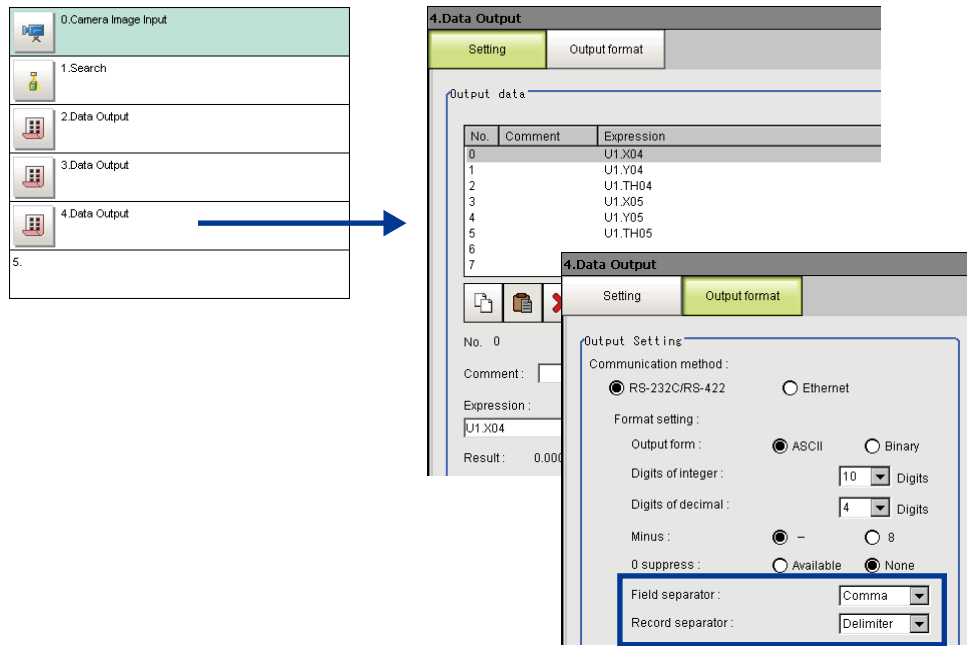 0.Camera Image Input
1.Search
2.Data Output
3.Data Output
4.Data Output
5.
4.Data Output
Setting Output format
Output data
No. Comment Expression
0 U1.X04
1 U1.Y04
2 U1.TH04
3 U1.X05
4 U1.Y05
5 U1.TH05
6
7
No. 0
Comment :
Expression :
U1.X04
Result : 0.000
4.Data Output
Setting Output format
Output Setting
Communication method :
RS-232C/RS-422 Ethernet
Format setting :
Output form : ASCII Binary
Digits of integer : 10 Digits
Digits of decimal : 4 Digits
Minus : - 8
0 suppress : Available None
Field separator : Comma
Record separator : Delimiter